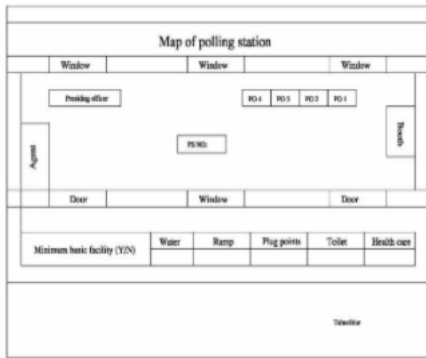 Map of polling station
Window Window Window
Presiding officer PO 4 PO 3 PO 2 PO 1
Agent Booth
PS NO:
Door Window Door
Minimum basic facility (Y/N) Water Ramp Plug points Toilet Health care
Tahsildar